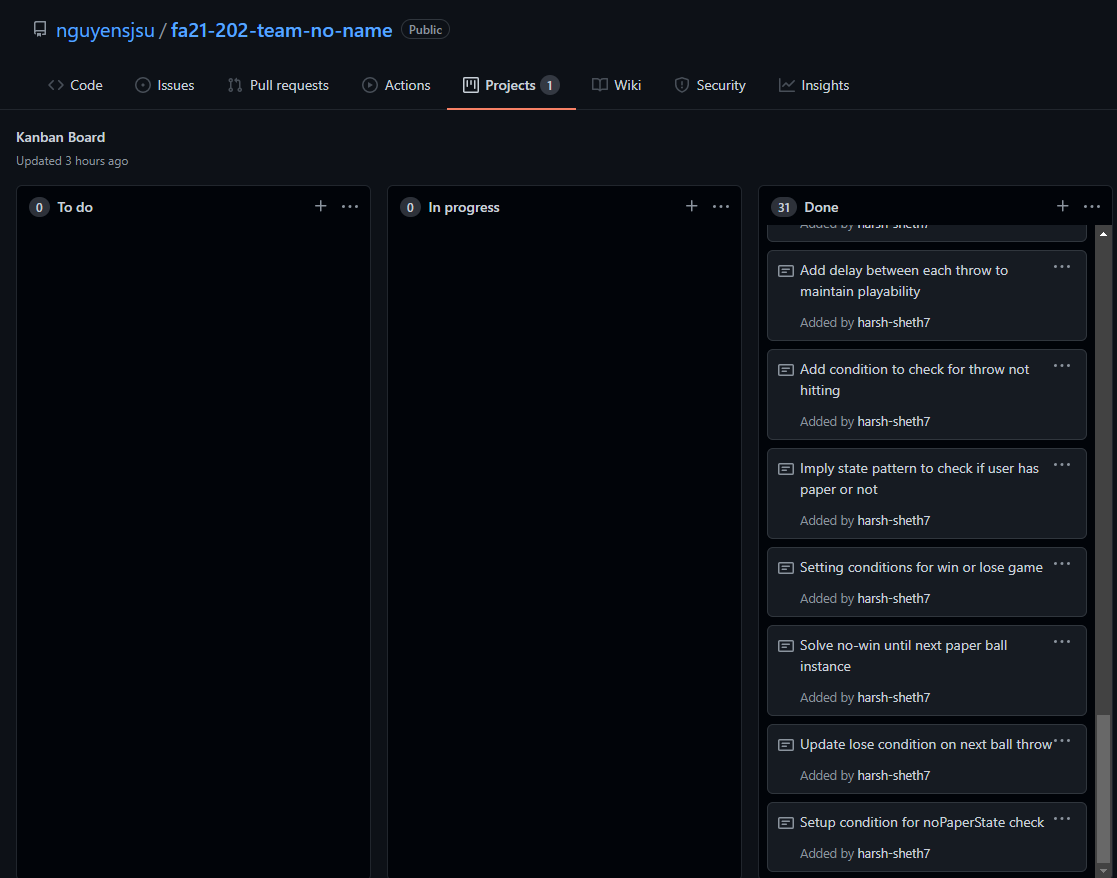 nguyensjsu / fa21-202-team-no-name Public
Code Issues Pull requests Actions Projects 1 Wiki Security Insights
Kanban Board
Updated 3 hours ago
0 To do
0 In progress
31 Done
Added by harsh-sheth7
Add delay between each throw to
maintain playability
Added by harsh-sheth7
Add condition to check for throw not
hitting
Added by harsh-sheth7
Imply state pattern to check if user has
paper or not
Added by harsh-sheth7
Setting conditions for win or lose game
Added by harsh-sheth7
Solve no-win until next paper ball
instance
Added by harsh-sheth7
Update lose condition on next ball throw
Added by harsh-sheth7
Setup condition for noPaperState check
Added by harsh-sheth7